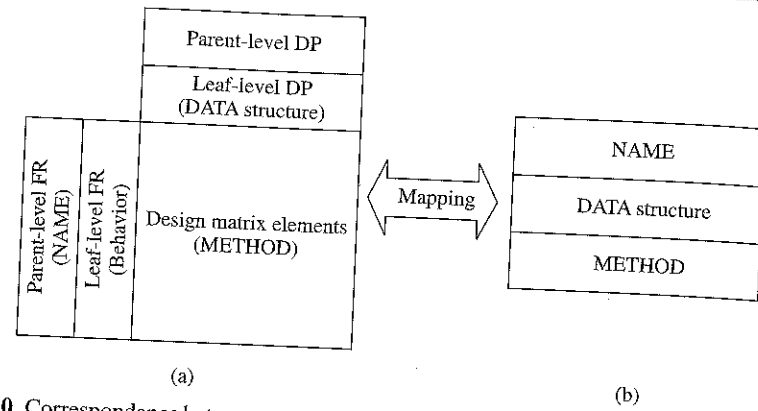 Parent-level DP
Leaf-level DP
(DATA structure)
Parent-level FR
(NAME)
Leaf-level FR
(Behavior)
Design matrix elements
(METHOD)
Mapping
NAME
DATA structure
METHOD
(a)
(b)
0 Correspondence